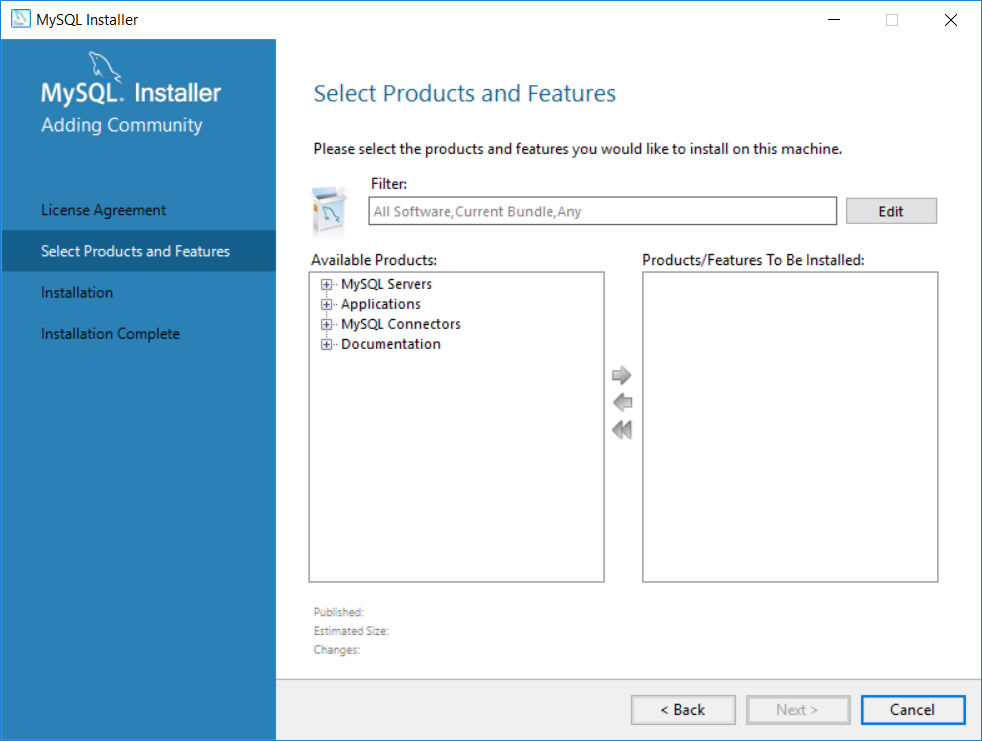 MySQL Installer
MySQL. Installer
Adding Community
License Agreement
Select Products and Features
Installation
Installation Complete
Select Products and Features
Please select the products and features you would like to install on this machine.
Filter:
All Software,Current Bundle,Any
Edit
Available Products:
MySQL Servers
Applications
MySQL Connectors
Documentation
Products/Features To Be Installed:
Published:
Estimated Size:
Changes:
< Back
Next >
Cancel